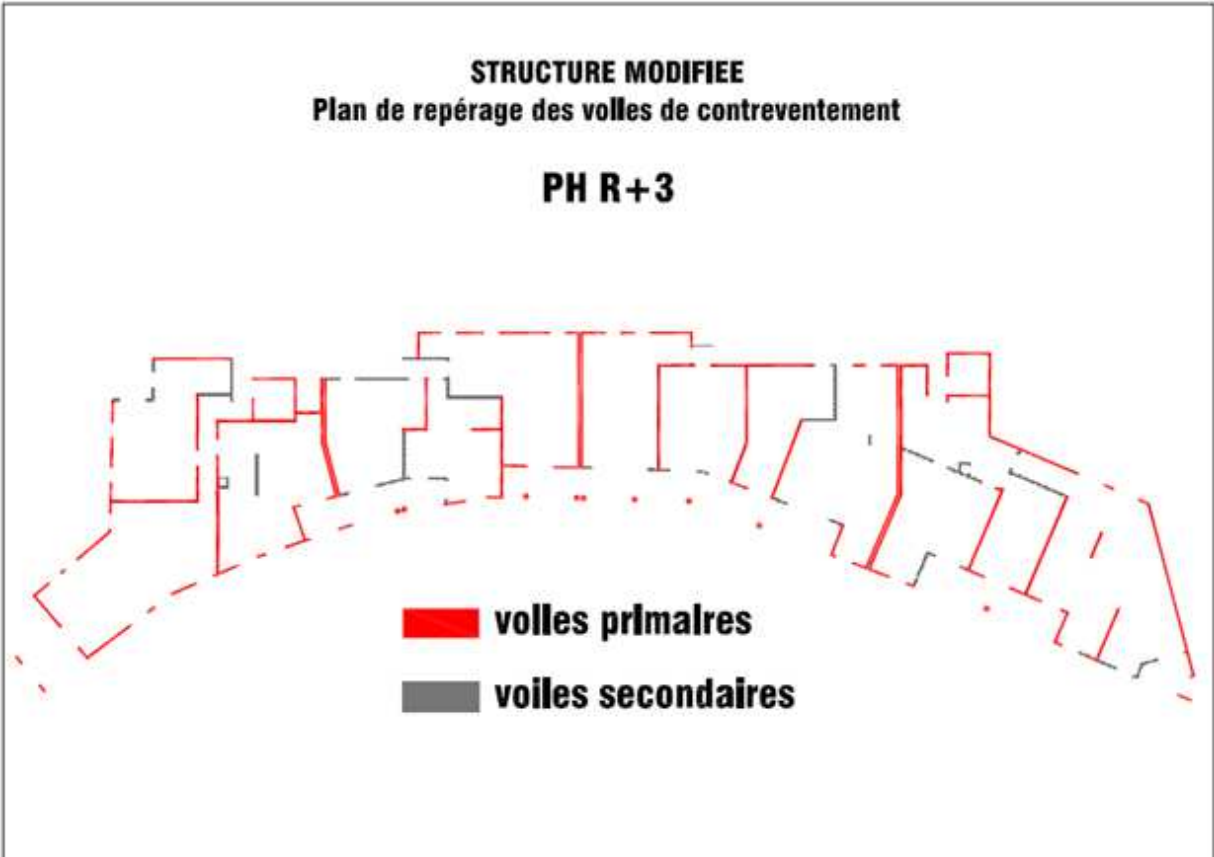 STRUCTURE MODIFIEE
Plan de repérage des voiles de contreventement
PH R+3
voiles primaires
voiles secondaires